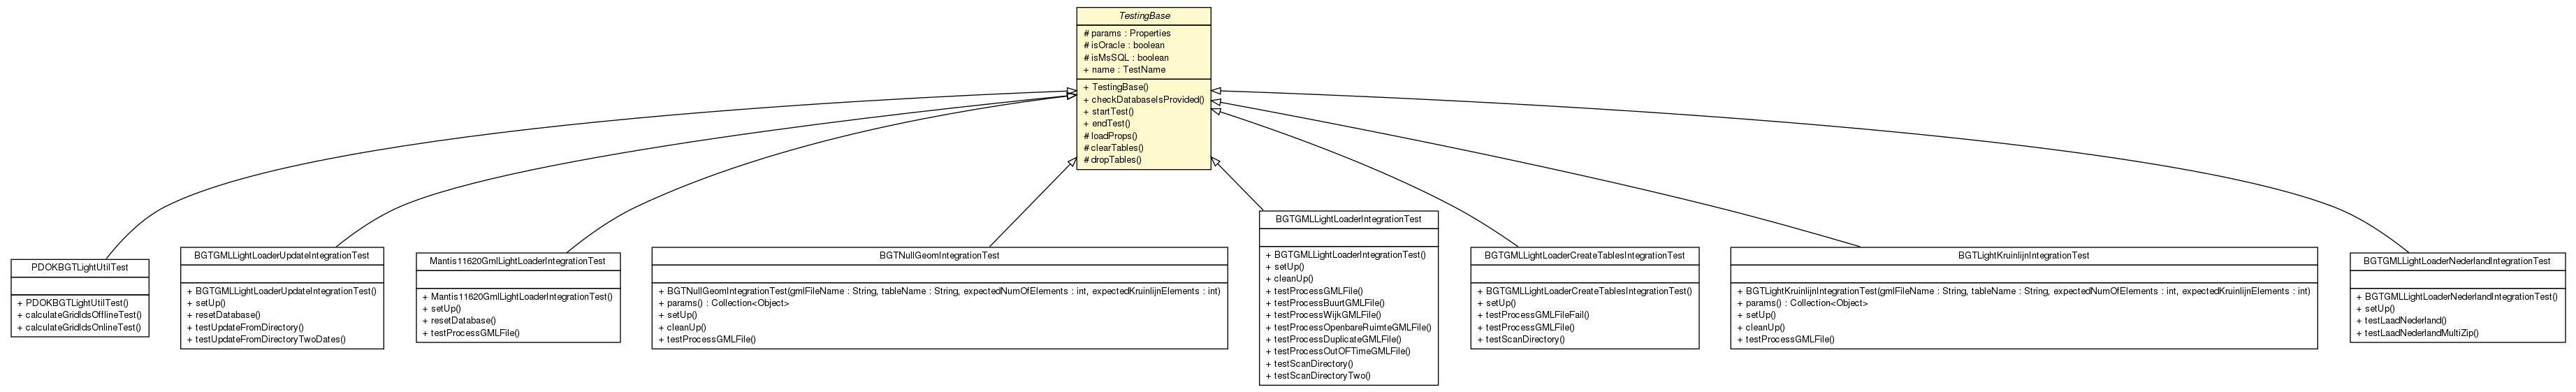 TestingBase
# params : Properties
# isOracle : boolean
# isMsSQL : boolean
+ name : TestName
+ TestingBase()
+ checkDatabaseIsProvided()
+ startTest()
+ endTest()
# loadProps()
# clearTables()
# dropTables()
PDOKBGTLightUtilTest
+ PDOKBGTLightUtilTest()
+ calculateGridIdsOfflineTest()
+ calculateGridIdsOnlineTest()
BGTGMLLightLoaderUpdateIntegrationTest
+ BGTGMLLightLoaderUpdateIntegrationTest()
+ setUp()
+ resetDatabase()
+ testUpdateFromDirectory()
+ testUpdateFromDirectoryTwoDates()
Mantis11620GmlLightLoaderIntegrationTest
+ Mantis11620GmlLightLoaderIntegrationTest()
+ setUp()
+ resetDatabase()
+ testProcessGMLFile()
BGTNullGeomIntegrationTest
+ BGTNullGeomIntegrationTest(gmlFileName : String, tableName : String, expectedNumOfElements : int, expectedKruinlijnElements : int)
+ params() : Collection<Object>
+ setUp()
+ cleanUp()
+ testProcessGMLFile()
BGTGMLLightLoaderIntegrationTest
+ BGTGMLLightLoaderIntegrationTest()
+ setUp()
+ cleanUp()
+ testProcessGMLFile()
+ testProcessBuurtGMLFile()
+ testProcessWijkGMLFile()
+ testProcessOpenbareRuimteGMLFile()
+ testProcessDuplicateGMLFile()
+ testProcessOutOFTimeGMLFile()
+ testScanDirectory()
+ testScanDirectoryTwo()
BGTGMLLightLoaderCreateTablesIntegrationTest
+ BGTGMLLightLoaderCreateTablesIntegrationTest()
+ setUp()
+ testProcessGMLFileFail()
+ testProcessGMLFile()
+ testScanDirectory()
BGTLightKruinlijnIntegrationTest
+ BGTLightKruinlijnIntegrationTest(gmlFileName : String, tableName : String, expectedNumOfElements : int, expectedKruinlijnElements : int)
+ params() : Collection<Object>
+ setUp()
+ cleanUp()
+ testProcessGMLFile()
BGTGMLLightLoaderNederlandIntegrationTest
+ BGTGMLLightLoaderNederlandIntegrationTest()
+ setUp()
+ testLaadNederland()
+ testLaadNederlandMultiZip()